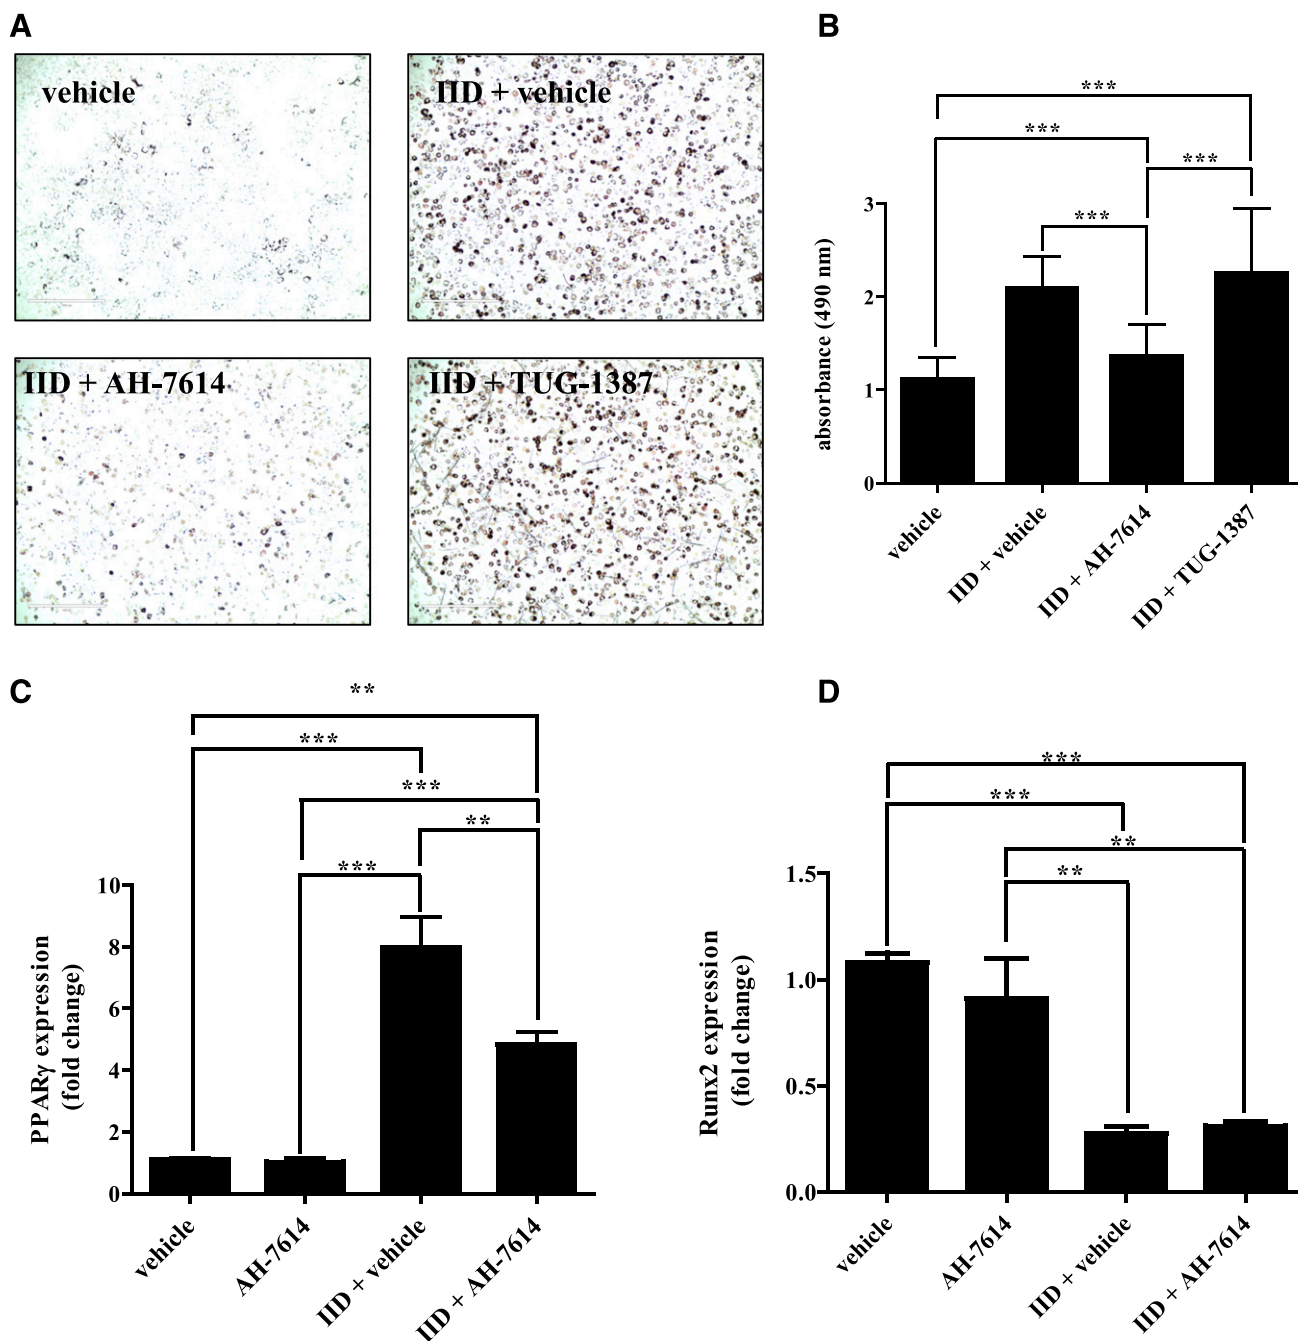 A
vehicle
IID + vehicle
IID + AH-7614
IID + TUG-1387
B
***
***
***
***
absorbance (490 nm)
3
2
1
0
vehicle
IID + vehicle
IID + AH-7614
IID + TUG-1387
C
**
***
***
**
***
PPARγ expression
(fold change)
10
8
6
4
2
0
vehicle
AH-7614
IID + vehicle
IID + AH-7614
D
***
***
**
**
Runx2 expression
(fold change)
1.5
1.0
0.5
0.0
vehicle
AH-7614
IID + vehicle
IID + AH-7614